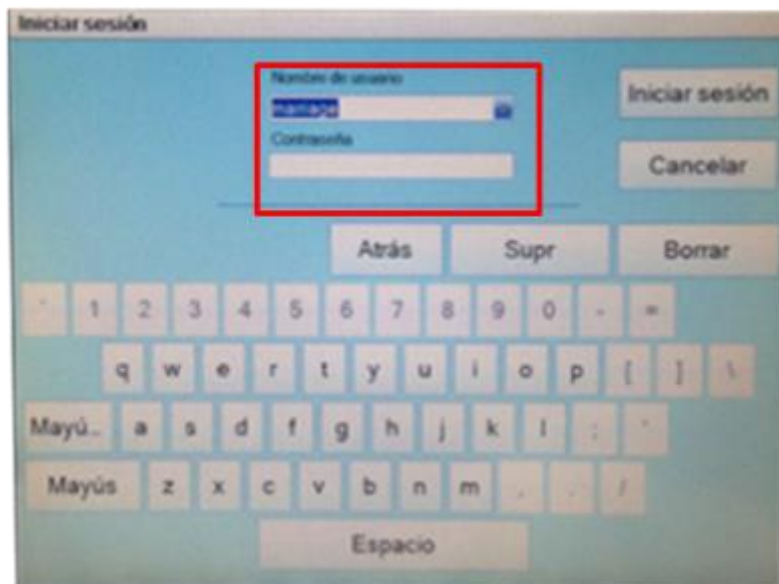 Iniciar sesión
Nombre de usuario
Contraseña
Iniciar sesión
Cancelar
Atrás Supr Borrar
1 2 3 4 5 6 7 8 9 0 - =
q w e r t y u i o p [ ] \
Mayú... a s d f g h j k l ; '
Mayús z x c v b n m , . /
Espacio